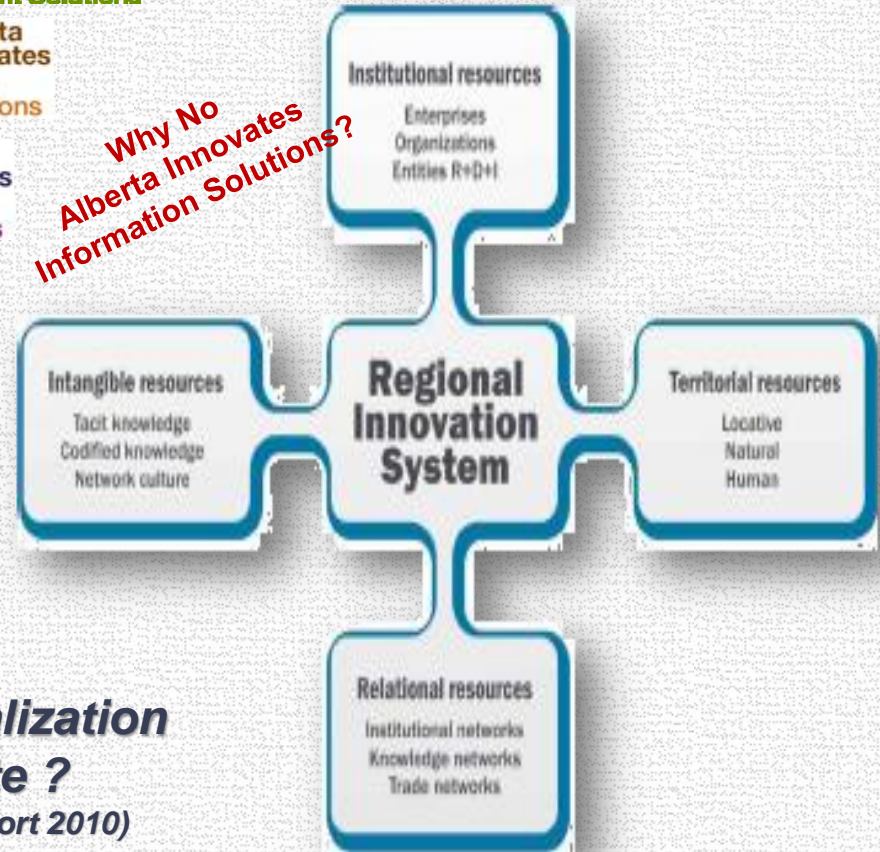 ta
ates
ons
s
s
Why No
Alberta Innovates
Information Solutions?
Institutional resources
Enterprises
Organizations
Entities R+D+I
Intangible resources
Tacit knowledge
Codified knowledge
Network culture
Regional
Innovation
System
Territorial resources
Locative
Natural
Human
Relational resources
Institutional networks
Knowledge networks
Trade networks
alization
te ?
ort 2010)